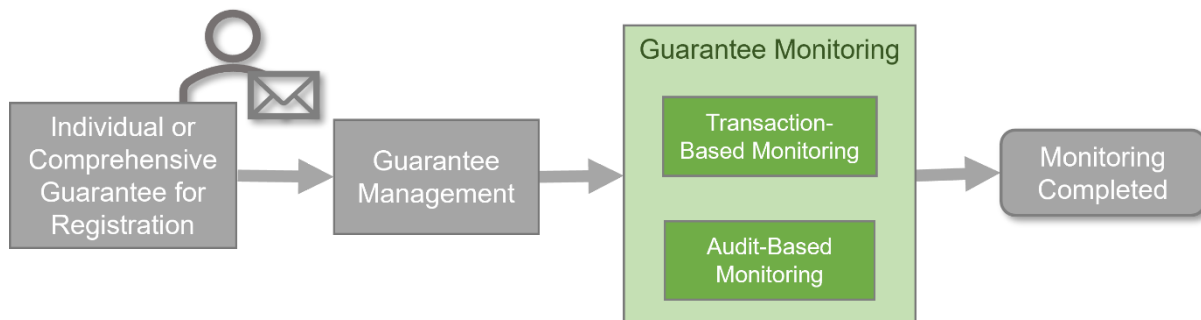 Individual or
Comprehensive
Guarantee for
Registration
Guarantee
Management
Guarantee Monitoring
Transaction-
Based Monitoring
Audit-Based
Monitoring
Monitoring
Completed